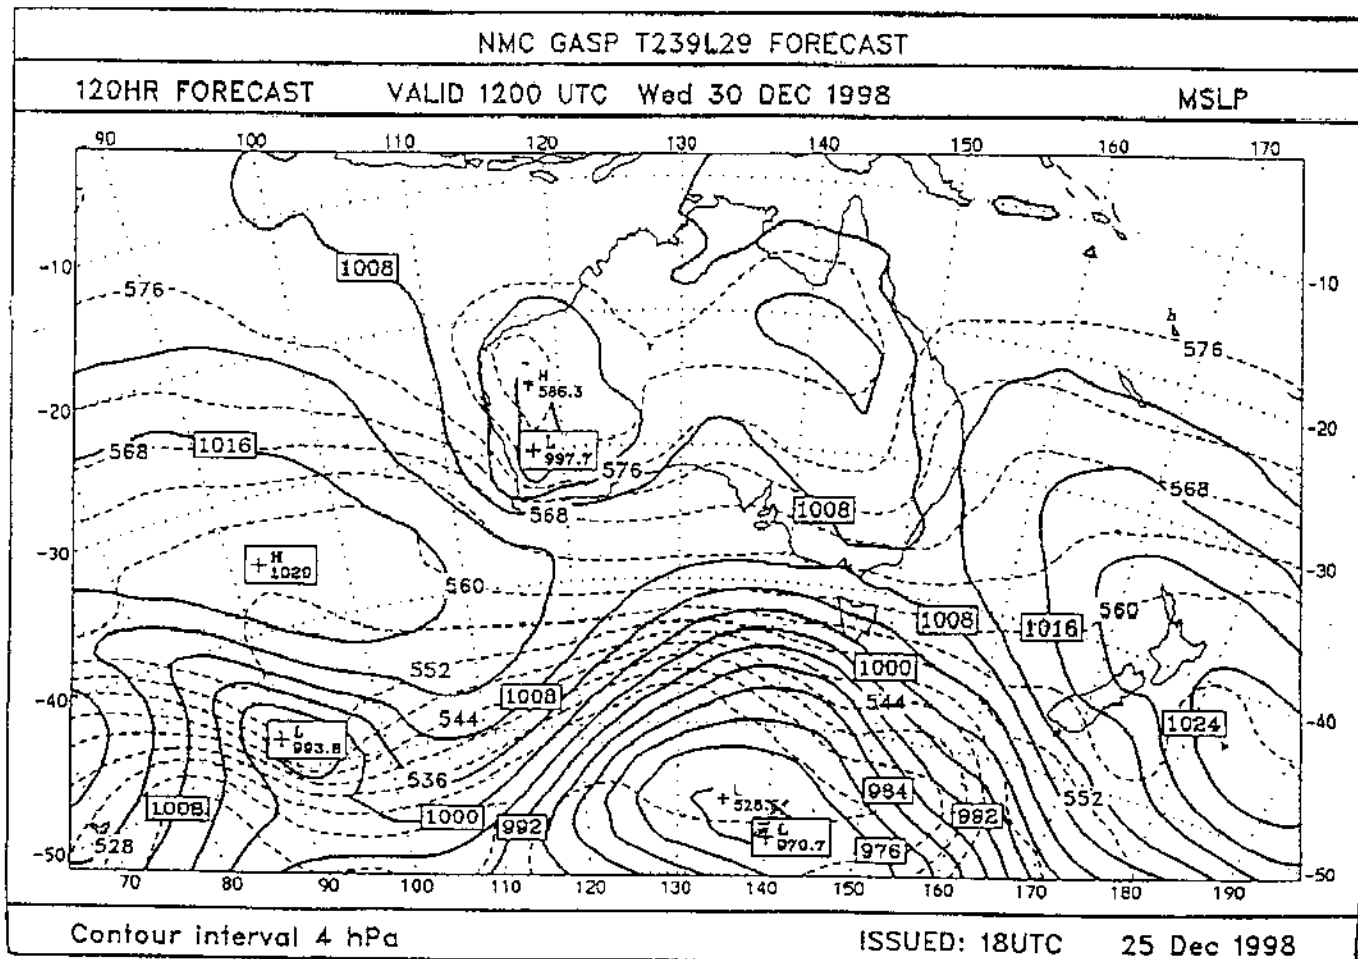 NMC GASP T239L29 FORECAST
120HR FORECAST VALID 1200 UTC Wed 30 DEC 1998 MSLP
90 100 110 120 130 140 150 160 170
-10 1008 -10
576 h
576
H
586.3
-20 -20
568 1016 L
997.7 576
568 1008 568
-30 H
1020 560 -30
560
1008 1016
552 1000
-40 1008 544 544 1024 -40
L
993.8
536 L 984 552
1008 1000 992 992
528 L
976
-50 -50
70 80 90 100 110 120 130 140 150 160 170 180 190
Contour interval 4 hPa ISSUED: 18UTC 25 Dec 1998